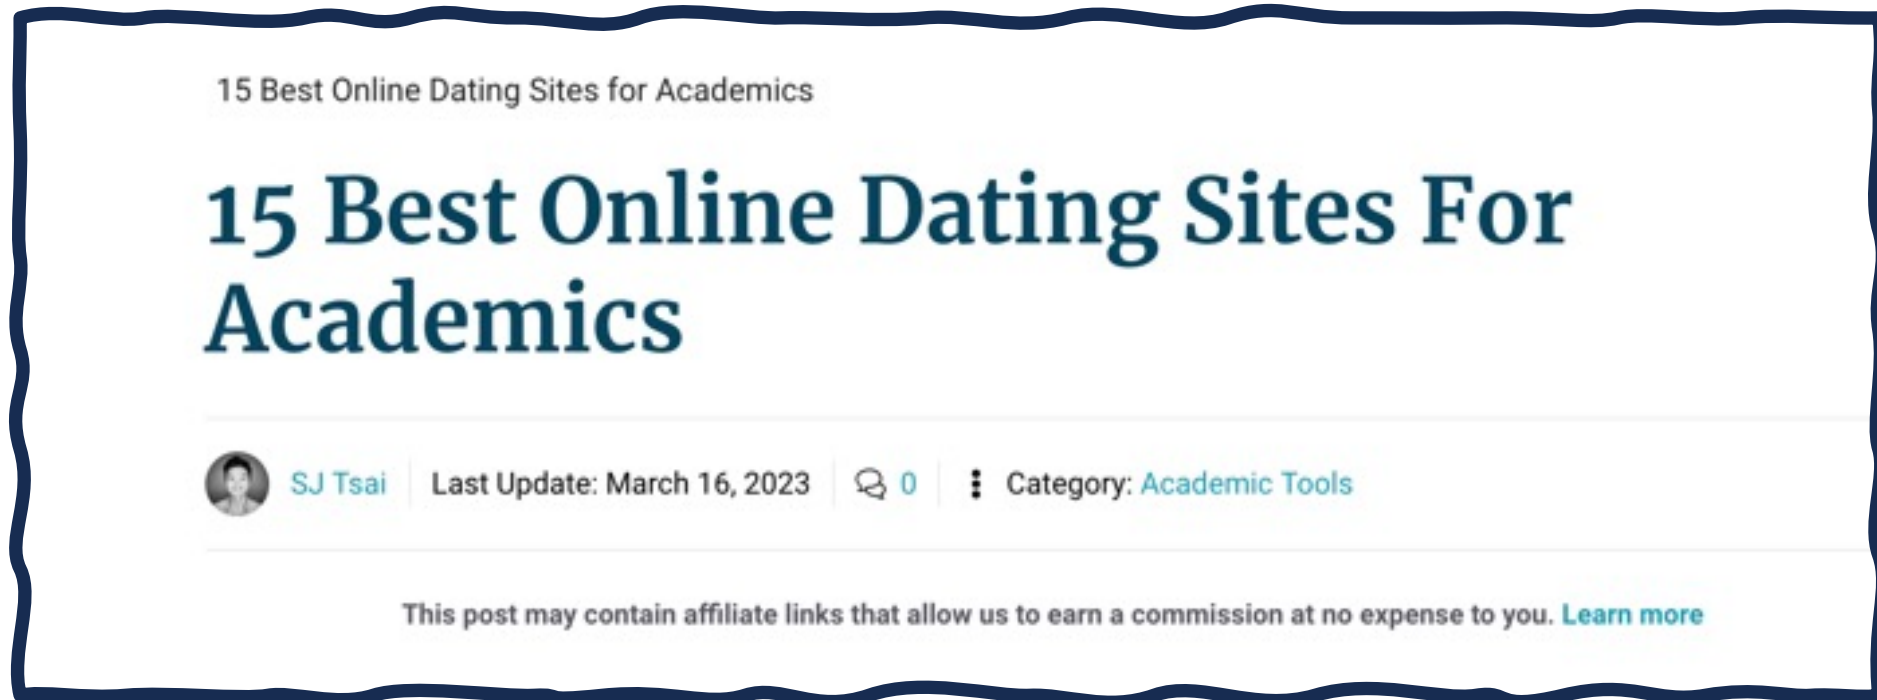 15 Best Online Dating Sites for Academics
15 Best Online Dating Sites For
Academics
SJ Tsai Last Update: March 16, 2023 0 Category: Academic Tools
This post may contain affiliate links that allow us to earn a commission at no expense to you. Learn more